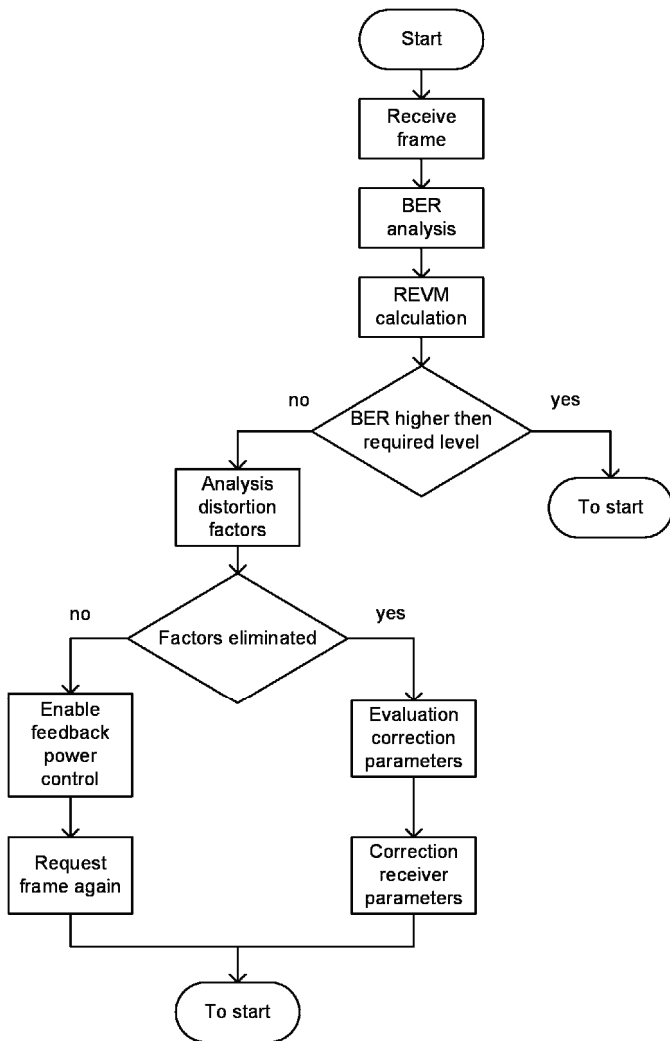 Start
Receive
frame
BER
analysis
REVM
calculation
no
yes
BER higher then
required level
Analysis
distortion
factors
To start
no
yes
Factors eliminated
Enable
feedback
power
control
Evaluation
correction
parameters
Request
frame again
Correction
receiver
parameters
To start